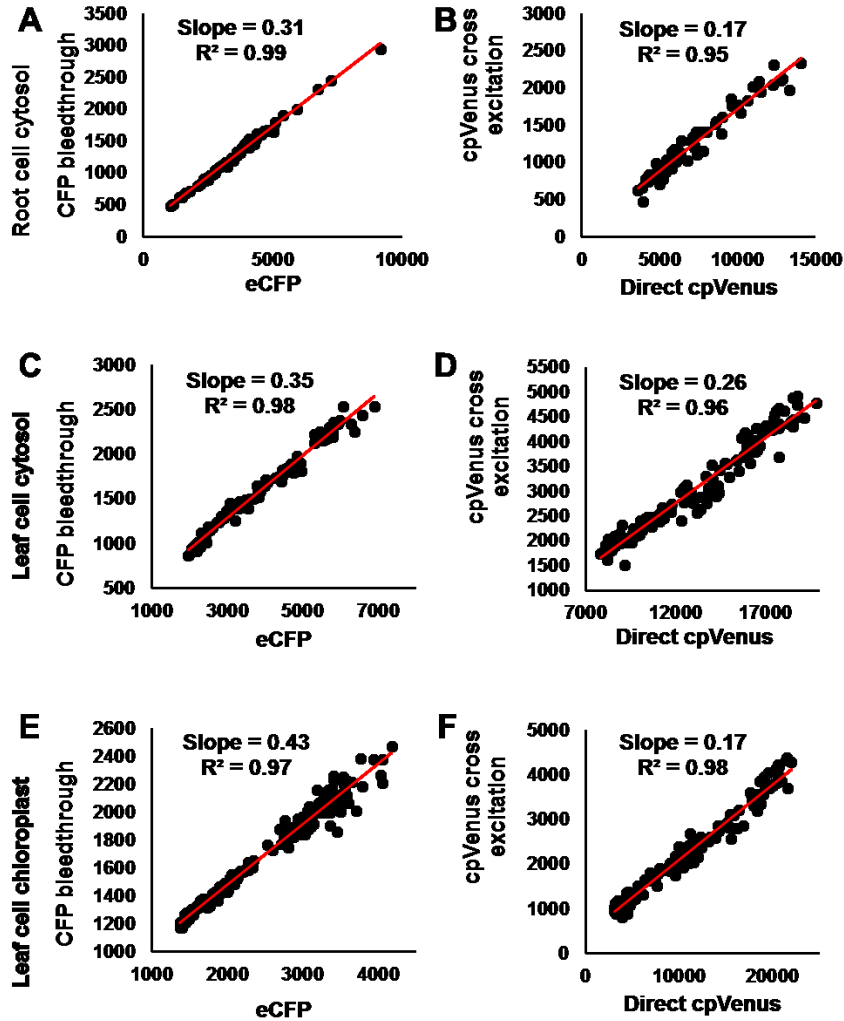 A
Root cell cytosol
CFP bleedthrough
Slope = 0.31
R² = 0.99
3500
3000
2500
2000
1500
1000
500
0
0 5000 10000
eCFP
B
cpVenus cross
excitation
Slope = 0.17
R² = 0.95
3000
2500
2000
1500
1000
500
0
0 5000 10000 15000
Direct cpVenus
C
Leaf cell cytosol
CFP bleedthrough
Slope = 0.35
R² = 0.98
3000
2500
2000
1500
1000
500
1000 3000 5000 7000
eCFP
D
cpVenus cross
excitation
Slope = 0.26
R² = 0.96
5500
5000
4500
4000
3500
3000
2500
2000
1500
1000
7000 12000 17000
Direct cpVenus
E
Leaf cell chloroplast
CFP bleedthrough
Slope = 0.43
R² = 0.97
2600
2400
2200
2000
1800
1600
1400
1200
1000
1000 2000 3000 4000
eCFP
F
cpVenus cross
excitation
Slope = 0.17
R² = 0.98
5000
4000
3000
2000
1000
0
0 10000 20000
Direct cpVenus